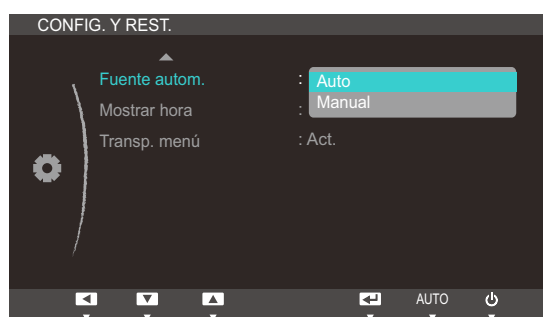 CONFIG. Y REST.
Fuente autom. : Auto
Manual
Mostrar hora :
Transp. menú : Act.
AUTO